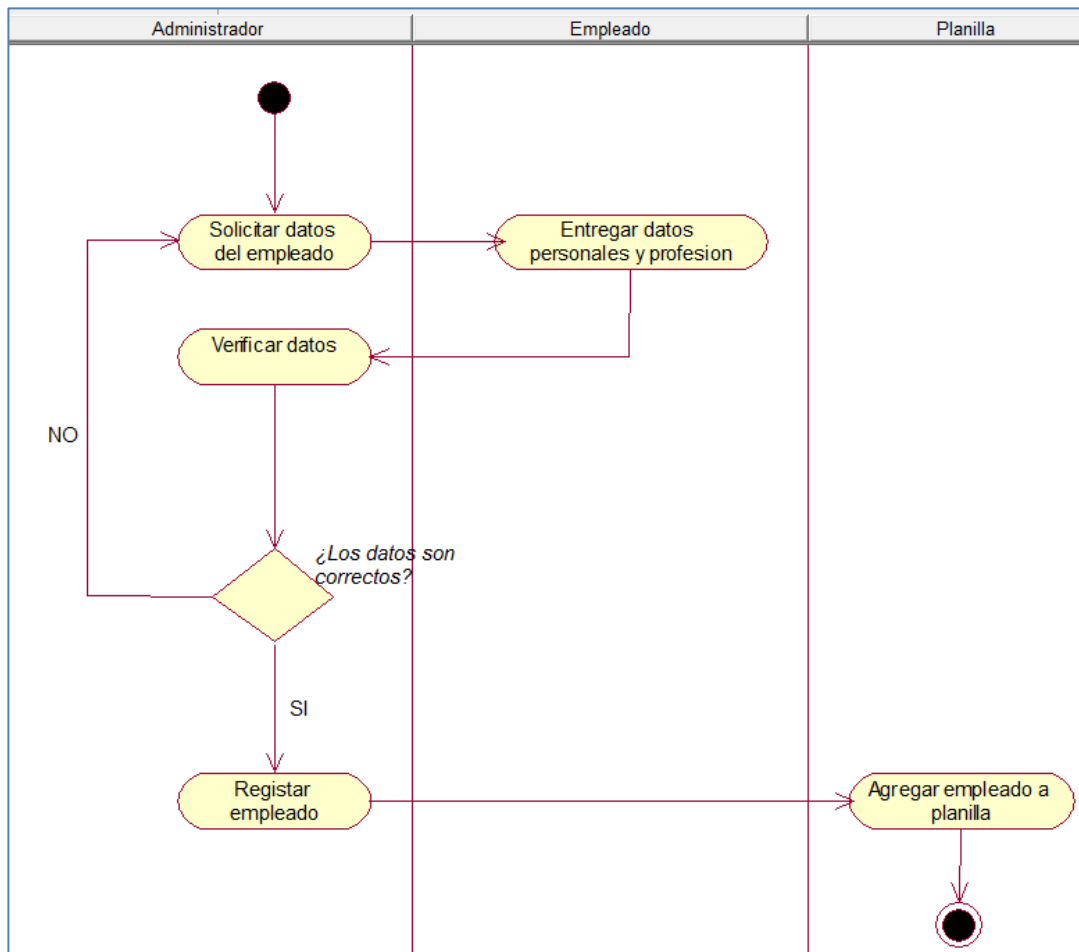 Administrador
Empleado
Planilla
Solicitar datos
del empleado
Entregar datos
personales y profesion
Verificar datos
NO
¿Los datos son
correctos?
SI
Registar
empleado
Agregar empleado a
planilla